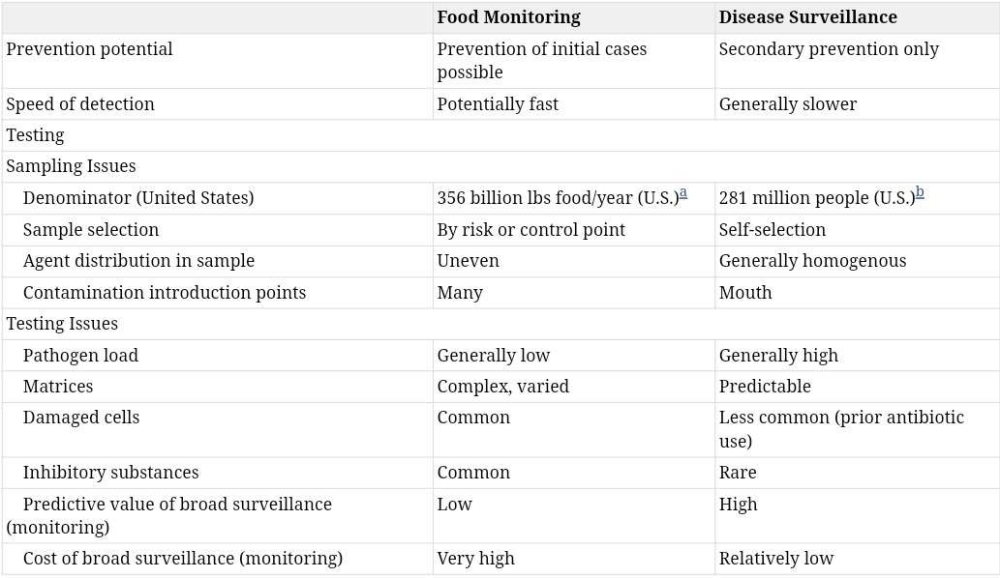 Food Monitoring Disease Surveillance
Prevention potential Prevention of initial cases possible Secondary prevention only
Speed of detection Potentially fast Generally slower
Testing
Sampling Issues
Denominator (United States) 356 billion lbs food/year (U.S.)a 281 million people (U.S.)b
Sample selection By risk or control point Self-selection
Agent distribution in sample Uneven Generally homogenous
Contamination introduction points Many Mouth
Testing Issues
Pathogen load Generally low Generally high
Matrices Complex, varied Predictable
Damaged cells Common Less common (prior antibiotic use)
Inhibitory substances Common Rare
Predictive value of broad surveillance (monitoring) Low High
Cost of broad surveillance (monitoring) Very high Relatively low